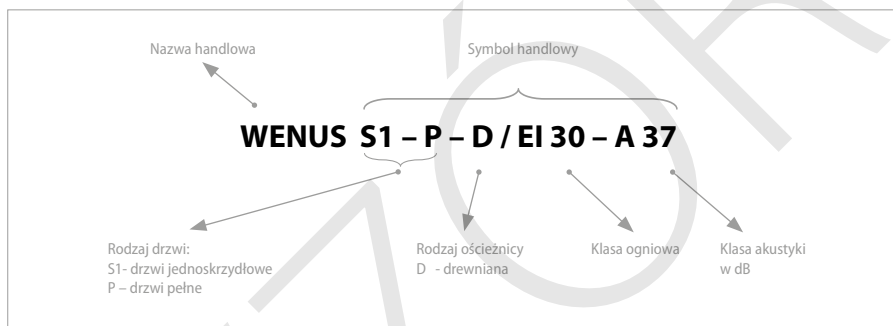 Nazwa handlowa
Symbol handlowy
WENUS S1 – P – D / EI 30 – A 37
Rodzaj drzwi:
S1- drzwi jednoskrzydłowe
P – drzwi pełne
Rodzaj ościeżnicy
D - drewniana
Klasa ogniowa
Klasa akustyki
w dB